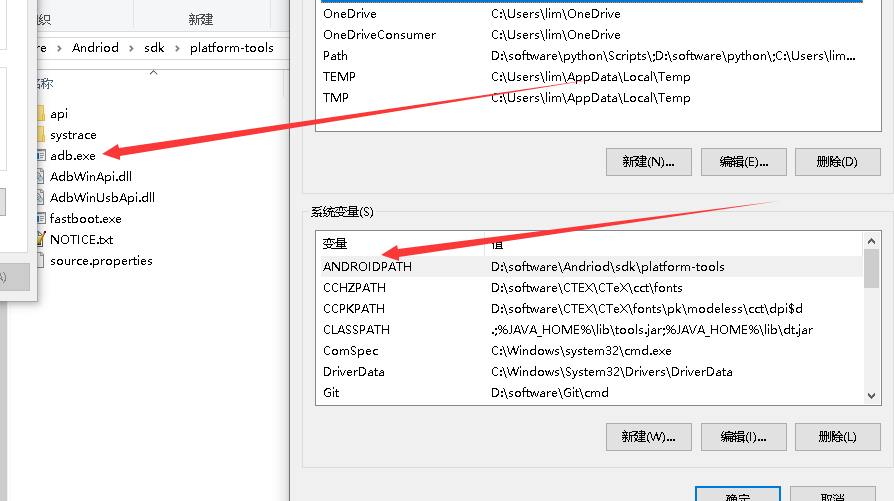 织
新建
re > Andriod > sdk > platform-tools
名称
api
systrace
adb.exe
AdbWinApi.dll
AdbWinUsbApi.dll
fastboot.exe
NOTICE.txt
source.properties
OneDrive C:\Users\lim\OneDrive
OneDriveConsumer C:\Users\lim\OneDrive
Path D:\software\python\Scripts\;D:\software\python\;C:\Users\lim...
TEMP C:\Users\lim\AppData\Local\Temp
TMP C:\Users\lim\AppData\Local\Temp
新建(N)... 编辑(E)... 删除(D)
系统变量(S)
变量 值
ANDROIDPATH D:\software\Andriod\sdk\platform-tools
CCHZPATH D:\software\CTEX\CTeX\cct\fonts
CCPKPATH D:\software\CTEX\CTeX\fonts\pk\modeless\cct\dpi$d
CLASSPATH .;%JAVA_HOME%\lib\tools.jar;%JAVA_HOME%\lib\dt.jar
ComSpec C:\Windows\system32\cmd.exe
DriverData C:\Windows\System32\Drivers\DriverData
Git D:\software\Git\cmd
新建(W)... 编辑(I)... 删除(L)
确定 取消
A)